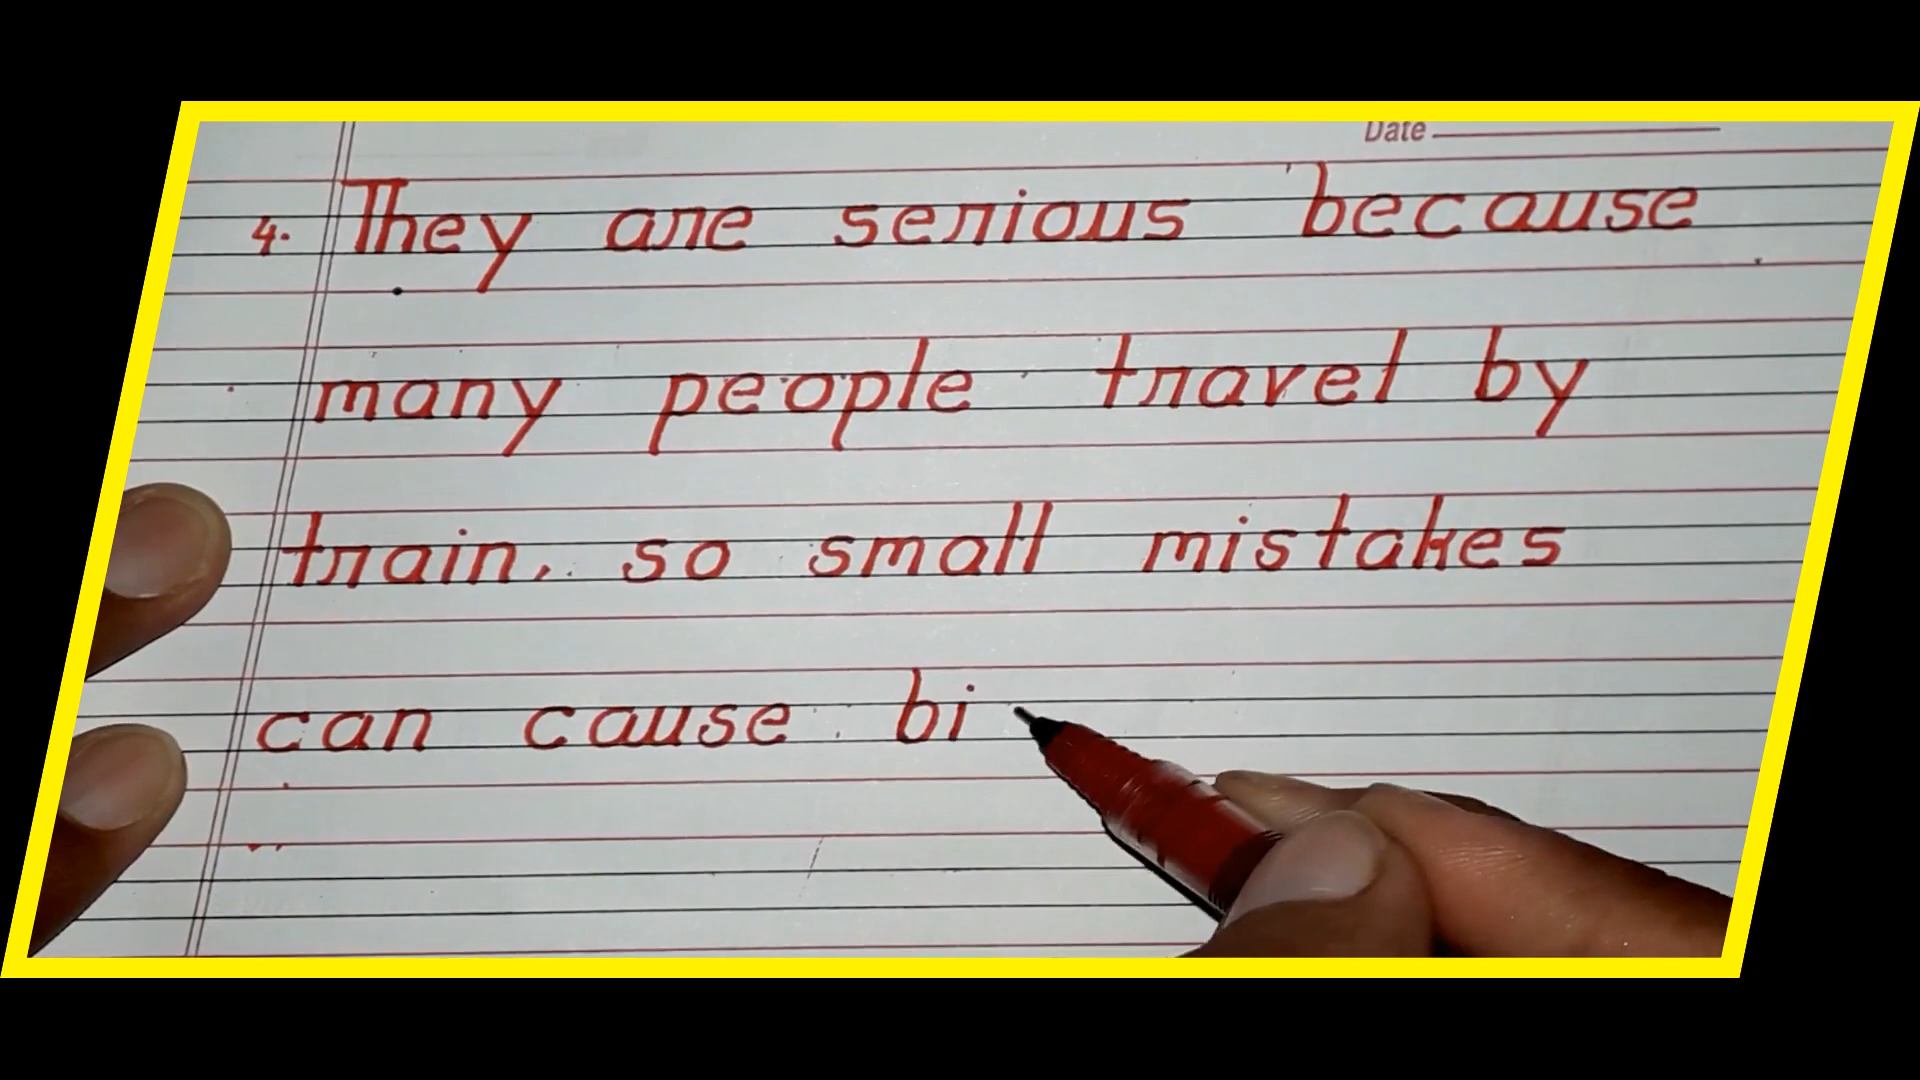 Date
4. They are serious because
many people travel by
train, so small mistakes
can cause bi